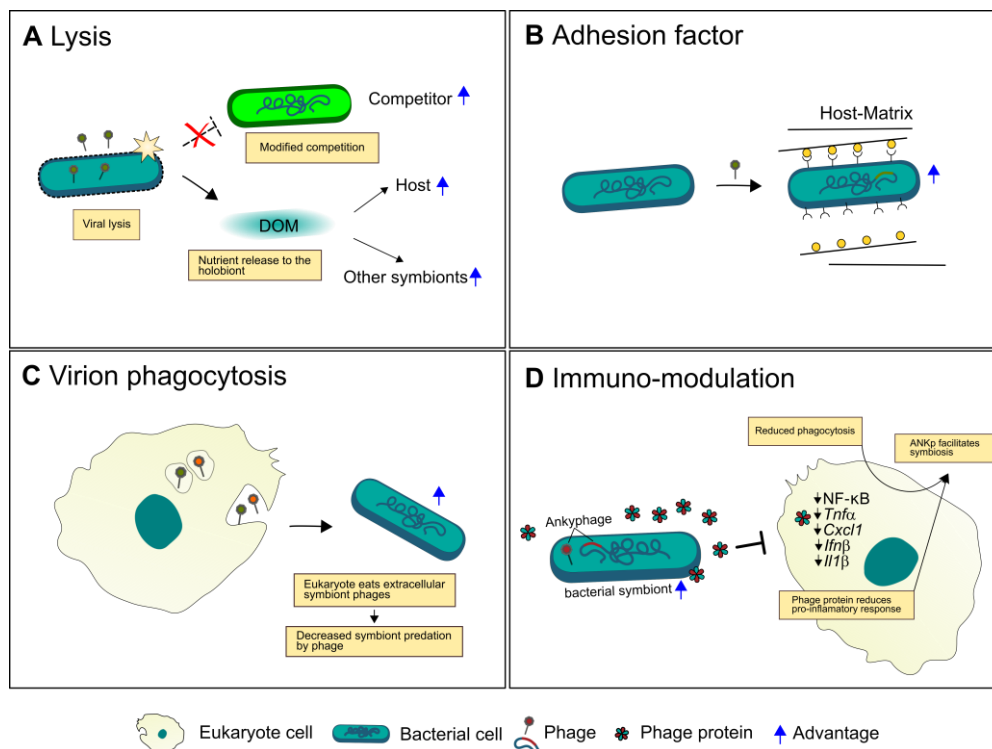 A Lysis
Competitor
Modified competition
Viral lysis
Host
DOM
Nutrient release to the
holobiont
Other symbionts
B Adhesion factor
Host-Matrix
C Virion phagocytosis
Eukaryote eats extracellular
symbiont phages
Decreased symbiont predation
by phage
D Immuno-modulation
Reduced phagocytosis
ANKp facilitates
symbiosis
NF-κB
Tnfα
Cxcl1
Ifnβ
Il1β
Ankyphage
bacterial symbiont
Phage protein reduces
pro-inflamatory response
Eukaryote cell
Bacterial cell
Phage
Phage protein
Advantage